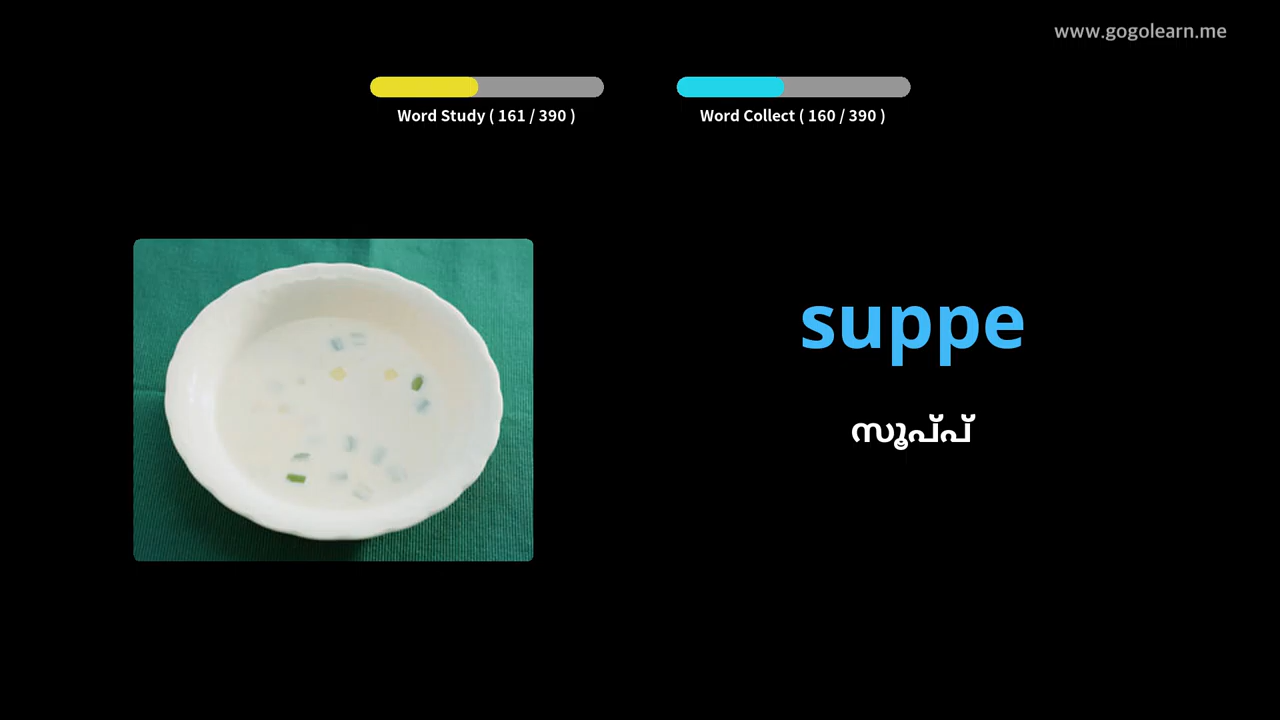 www.gogolearn.me
Word Study ( 161 / 390 )
Word Collect ( 160 / 390 )
suppe
സൂപ്പ്